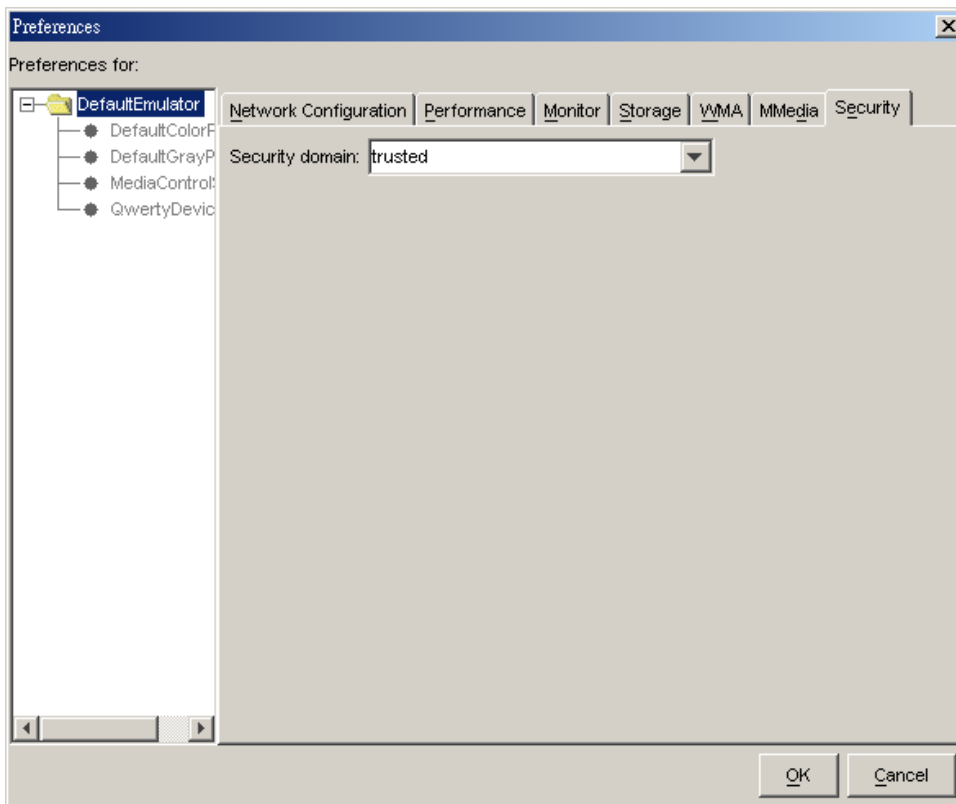 Preferences
Preferences for:
DefaultEmulator
DefaultColorP
DefaultGrayP
MediaControlS
QwertyDevic
Network Configuration Performance Monitor Storage WMA MMedia Security
Security domain: trusted
OK Cancel